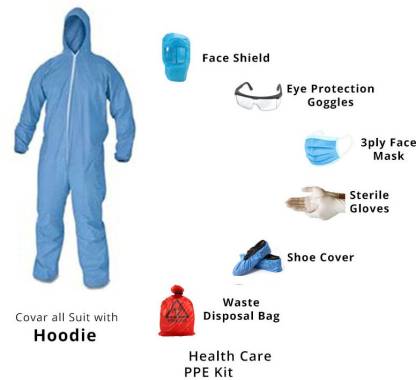 Face Shield
Eye Protection
Goggles
3ply Face
Mask
Sterile
Gloves
Shoe Cover
Waste
Disposal Bag
Covar all Suit with
Hoodie
Health Care
PPE Kit